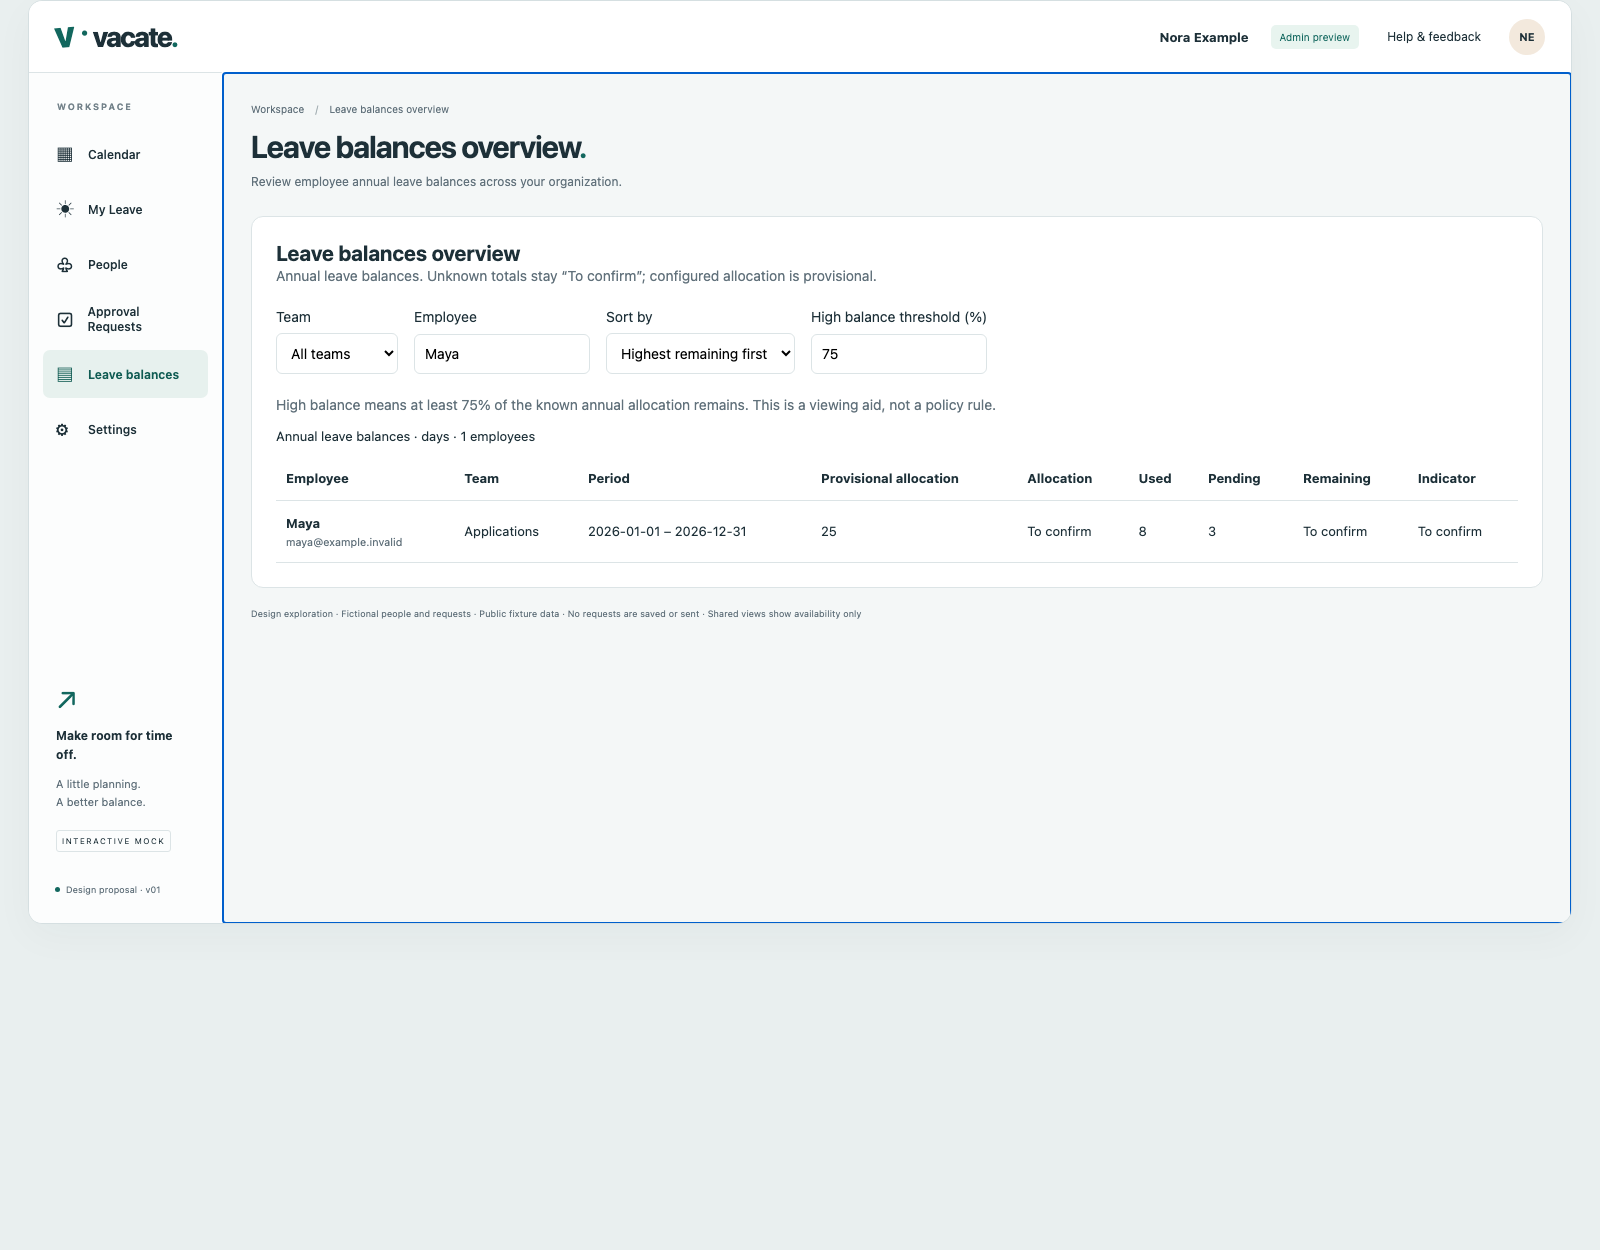 V vacate.
Nora Example
Admin preview
Help & feedback
NE
WORKSPACE
Calendar
My Leave
People
Approval
Requests
Leave balances
Settings
Make room for time
off.
A little planning.
A better balance.
INTERACTIVE MOCK
Design proposal · v01
Workspace / Leave balances overview
Leave balances overview.
Review employee annual leave balances across your organization.
Leave balances overview
Annual leave balances. Unknown totals stay “To confirm”; configured allocation is provisional.
Team Employee Sort by High balance threshold (%)
All teams Maya Highest remaining first 75
High balance means at least 75% of the known annual allocation remains. This is a viewing aid, not a policy rule.
Annual leave balances · days · 1 employees
Employee Team Period Provisional allocation Allocation Used Pending Remaining Indicator
Maya
maya@example.invalid
Applications 2026-01-01 – 2026-12-31 25 To confirm 8 3 To confirm To confirm
Design exploration · Fictional people and requests · Public fixture data · No requests are saved or sent · Shared views show availability only